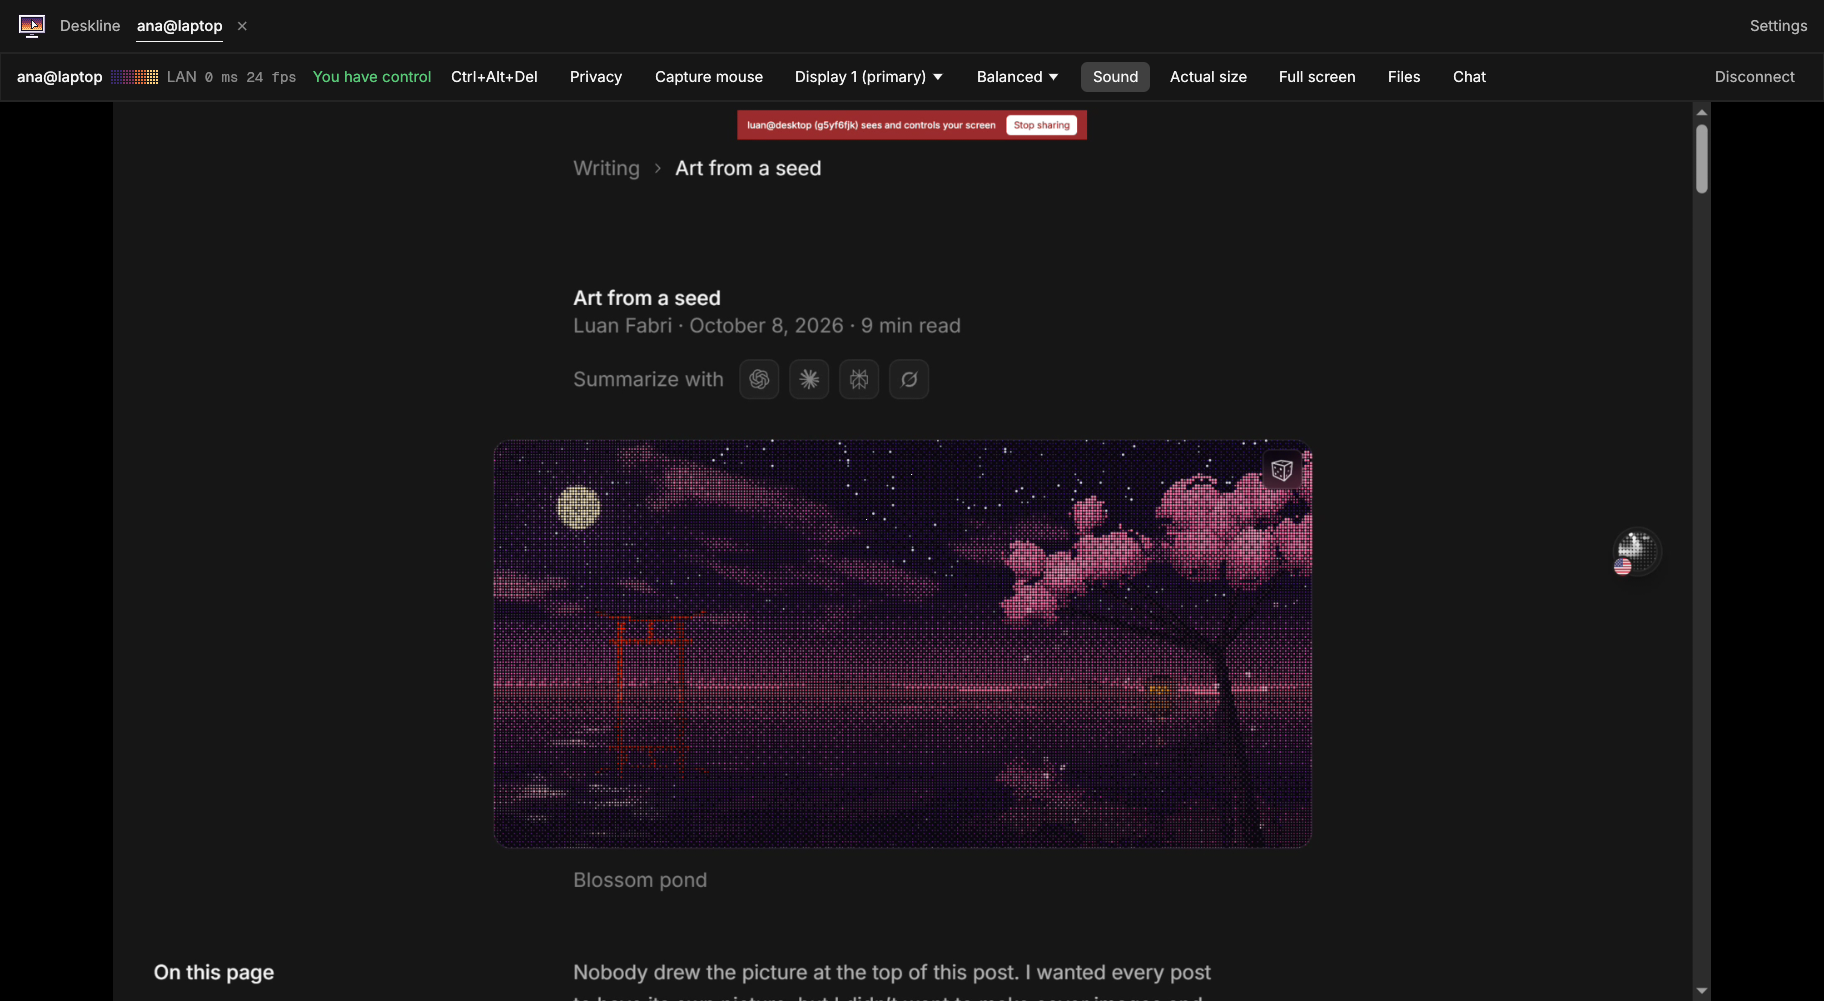 Deskline
ana@laptop
Settings
ana@laptop LAN 0 ms 24 fps You have control Ctrl+Alt+Del Privacy Capture mouse Display 1 (primary) Balanced Sound Actual size Full screen Files Chat Disconnect
luan@desktop (g5yf6fjk) sees and controls your screen Stop sharing
Writing > Art from a seed
Art from a seed
Luan Fabri · October 8, 2026 · 9 min read
Summarize with
Blossom pond
On this page
Nobody drew the picture at the top of this post. I wanted every post